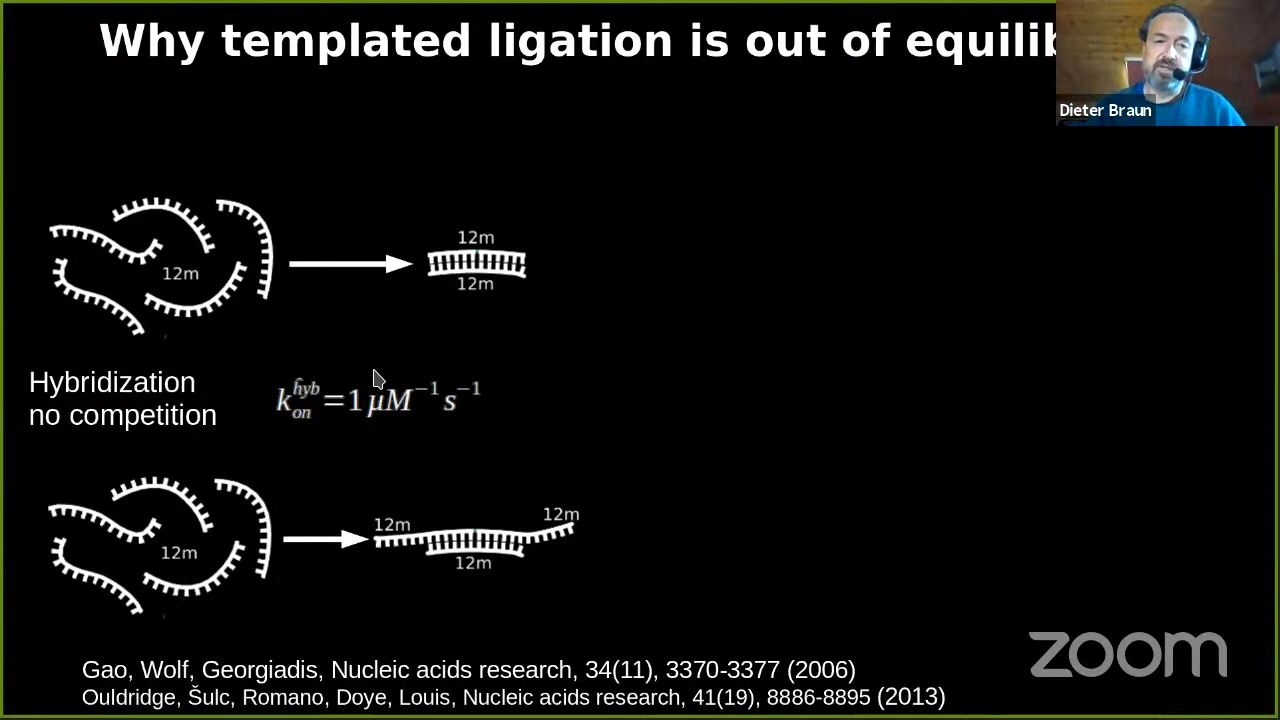 Why templated ligation is out of equilib
Dieter Braun
12m
12m
12m
Hybridization
no competition
k_on^hyb = 1 μM^−1 s^−1
12m
12m
12m
12m
Gao, Wolf, Georgiadis, Nucleic acids research, 34(11), 3370-3377 (2006)
Ouldridge, Šulc, Romano, Doye, Louis, Nucleic acids research, 41(19), 8886-8895 (2013)
zoom